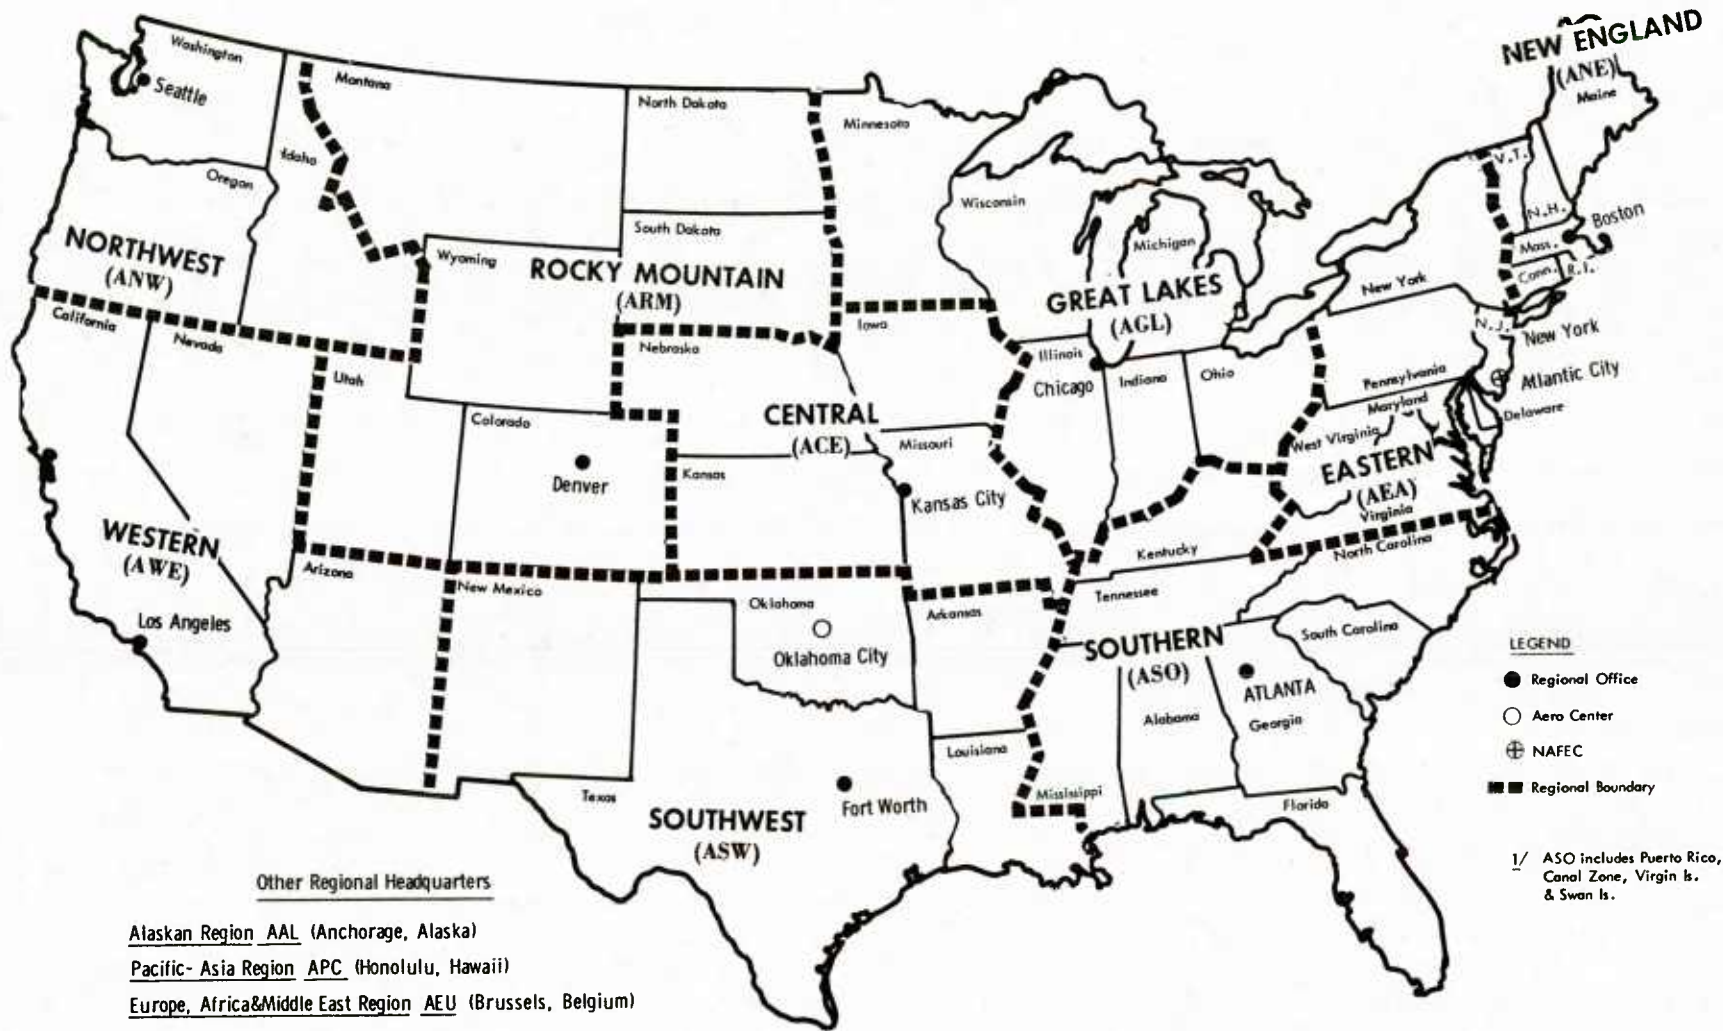 NEW ENGLAND
(ANE)
Maine
Washington
Seattle
Montana
North Dakota
Minnesota
Idaho
Oregon
V.T.
N.H.
Boston
Wisconsin
Michigan
Mass.
Conn.
R.I.
NORTHWEST
(ANW)
Wyoming
South Dakota
ROCKY MOUNTAIN
(ARM)
GREAT LAKES
(AGL)
New York
N.J.
New York
California
Nevada
Utah
Nebraska
Iowa
Illinois
Chicago
Indiana
Ohio
Pennsylvania
Maryland
Atlantic City
Delaware
Colorado
Denver
CENTRAL
(ACE)
Missouri
Kansas
Kansas City
West Virginia
EASTERN
(AEA)
Virginia
WESTERN
(AWE)
Los Angeles
Arizona
New Mexico
Oklahoma
Oklahoma City
Arkansas
Kentucky
Tennessee
North Carolina
South Carolina
SOUTHERN
(ASO)
ATLANTA
Georgia
Alabama
Louisiana
Mississippi
Florida
Texas
SOUTHWEST
(ASW)
Fort Worth
LEGEND
Regional Office
Aero Center
NAFEC
Regional Boundary
1/ ASO includes Puerto Rico,
Canal Zone, Virgin Is.
& Swan Is.
Other Regional Headquarters
Alaskan Region AAL (Anchorage, Alaska)
Pacific- Asia Region APC (Honolulu, Hawaii)
Europe, Africa&Middle East Region AEU (Brussels, Belgium)